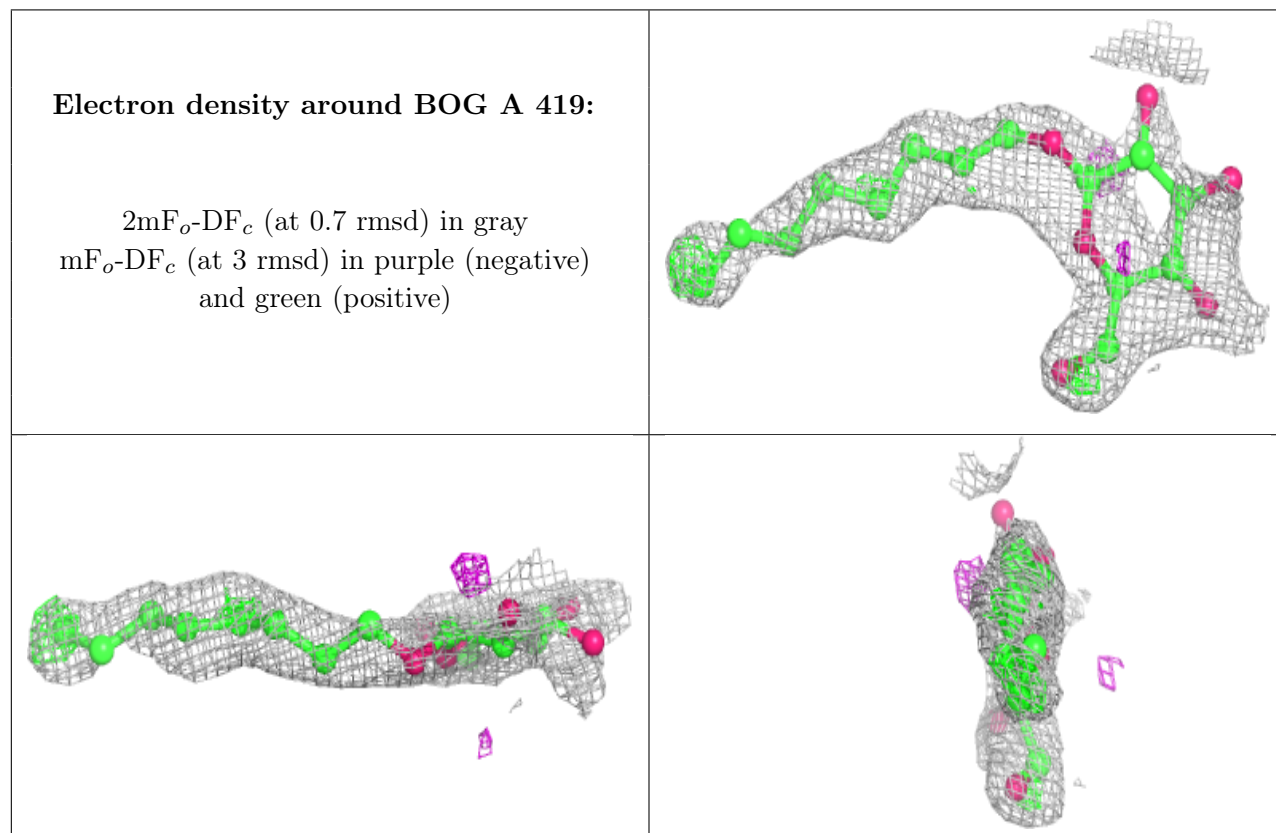 Electron density around BOG A 419:
2mFo-DFc (at 0.7 rmsd) in gray
mFo-DFc (at 3 rmsd) in purple (negative)
and green (positive)